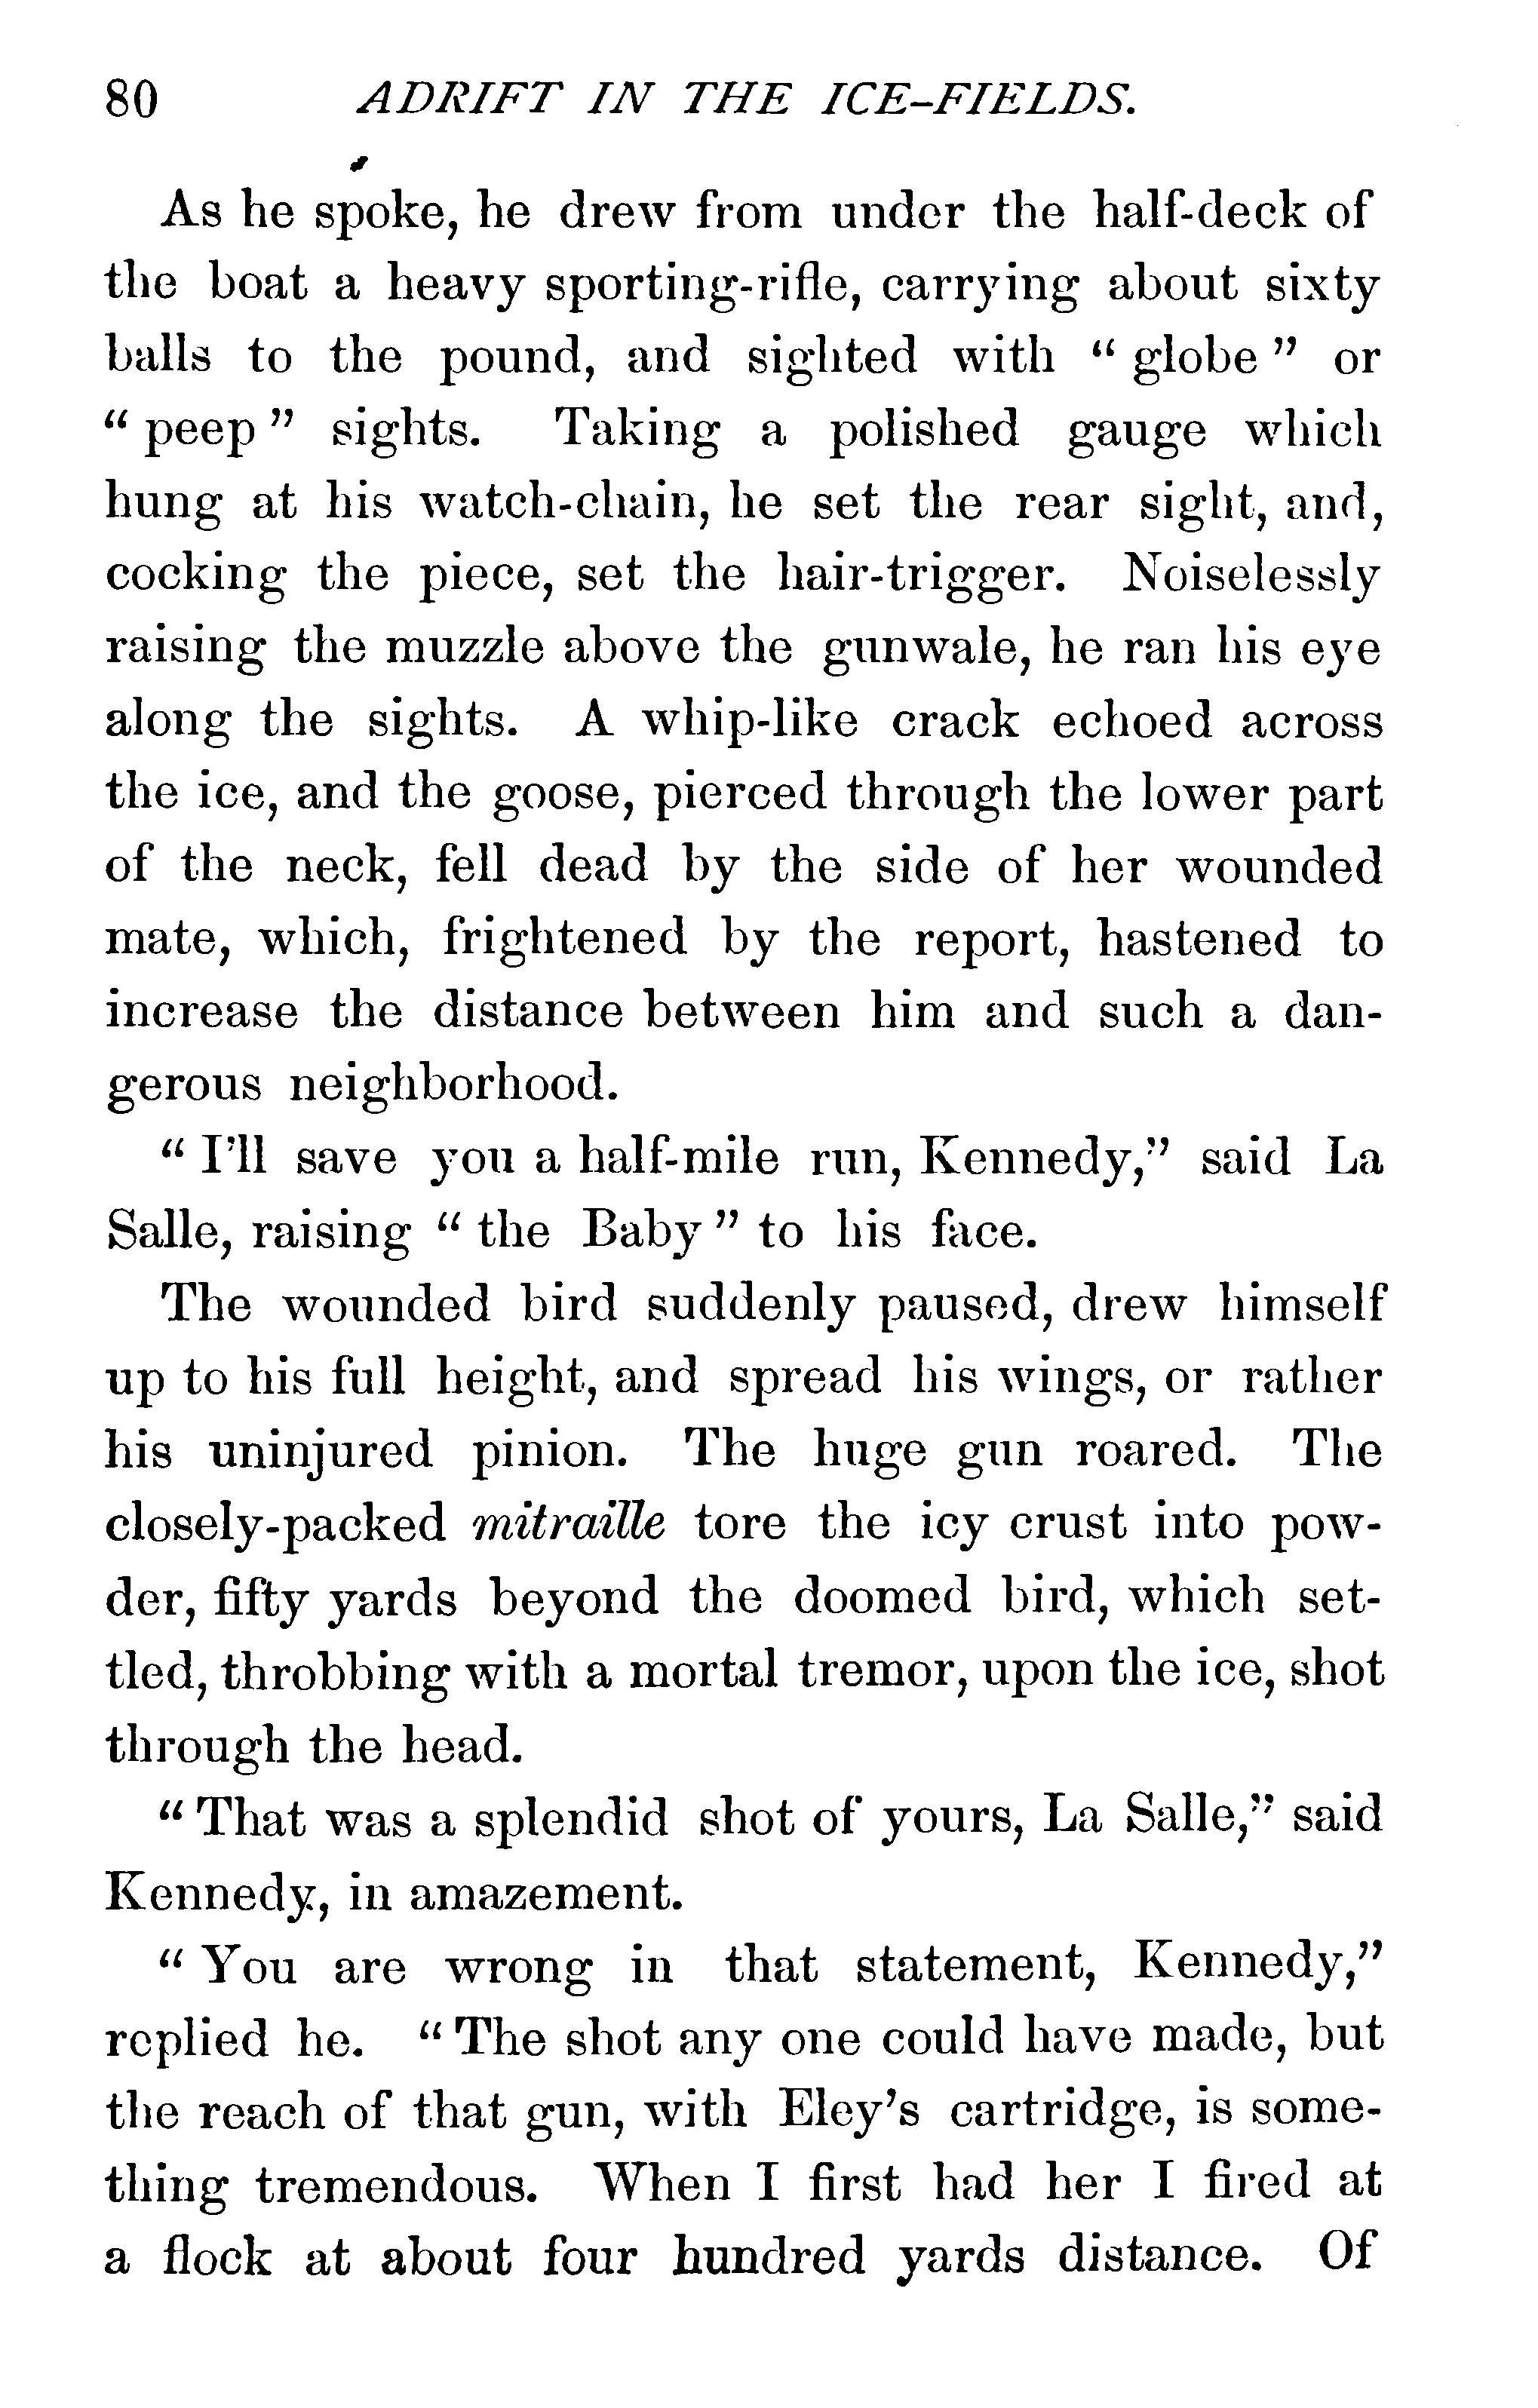 80 ADRIFT IN THE ICE-FIELDS.
As he spoke, he drew from under the half-deck of
the boat a heavy sporting-rifle, carrying about sixty
balls to the pound, and sighted with “ globe ” or
“ peep ” sights. Taking a polished gauge which
hung at his watch-chain, he set the rear sight, and,
cocking the piece, set the hair-trigger. Noiselessly
raising the muzzle above the gunwale, he ran his eye
along the sights. A whip-like crack echoed across
the ice, and the goose, pierced through the lower part
of the neck, fell dead by the side of her wounded
mate, which, frightened by the report, hastened to
increase the distance between him and such a dan-
gerous neighborhood.
“ I’ll save you a half-mile run, Kennedy,” said La
Salle, raising “ the Baby ” to his face.
The wounded bird suddenly paused, drew himself
up to his full height, and spread his wings, or rather
his uninjured pinion. The huge gun roared. The
closely-packed mitraille tore the icy crust into pow-
der, fifty yards beyond the doomed bird, which set-
tled, throbbing with a mortal tremor, upon the ice, shot
through the head.
“ That was a splendid shot of yours, La Salle,” said
Kennedy, in amazement.
“ You are wrong in that statement, Kennedy,”
replied he. “ The shot any one could have made, but
the reach of that gun, with Eley’s cartridge, is some-
thing tremendous. When I first had her I fired at
a flock at about four hundred yards distance. Of